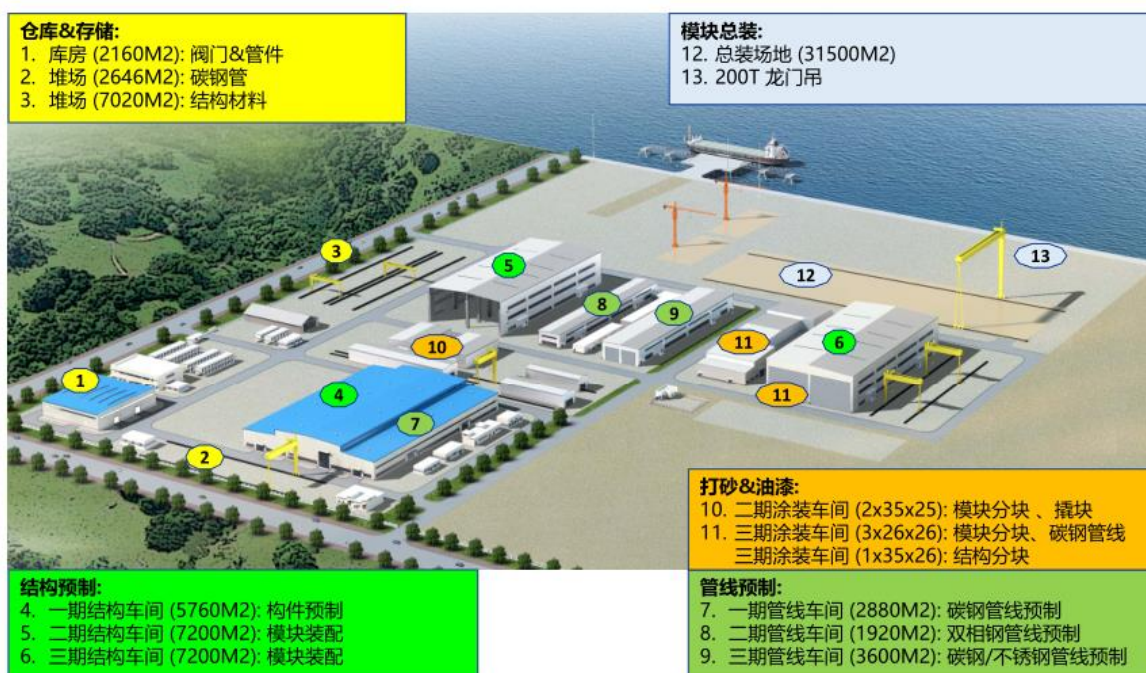 仓库&存储:
1. 库房 (2160M2): 阀门&管件
2. 堆场 (2646M2): 碳钢管
3. 堆场 (7020M2): 结构材料
模块总装:
12. 总装场地 (31500M2)
13. 200T 龙门吊
3
5
13
12
8
9
11
6
10
1
4
11
7
2
打砂&油漆:
10. 二期涂装车间 (2x35x25): 模块分块 、撬块
11. 三期涂装车间 (3x26x26): 模块分块、碳钢管线
三期涂装车间 (1x35x26): 结构分块
结构预制:
4. 一期结构车间 (5760M2): 构件预制
5. 二期结构车间 (7200M2): 模块装配
6. 三期结构车间 (7200M2): 模块装配
管线预制:
7. 一期管线车间 (2880M2): 碳钢管线预制
8. 二期管线车间 (1920M2): 双相钢管线预制
9. 三期管线车间 (3600M2): 碳钢/不锈钢管线预制